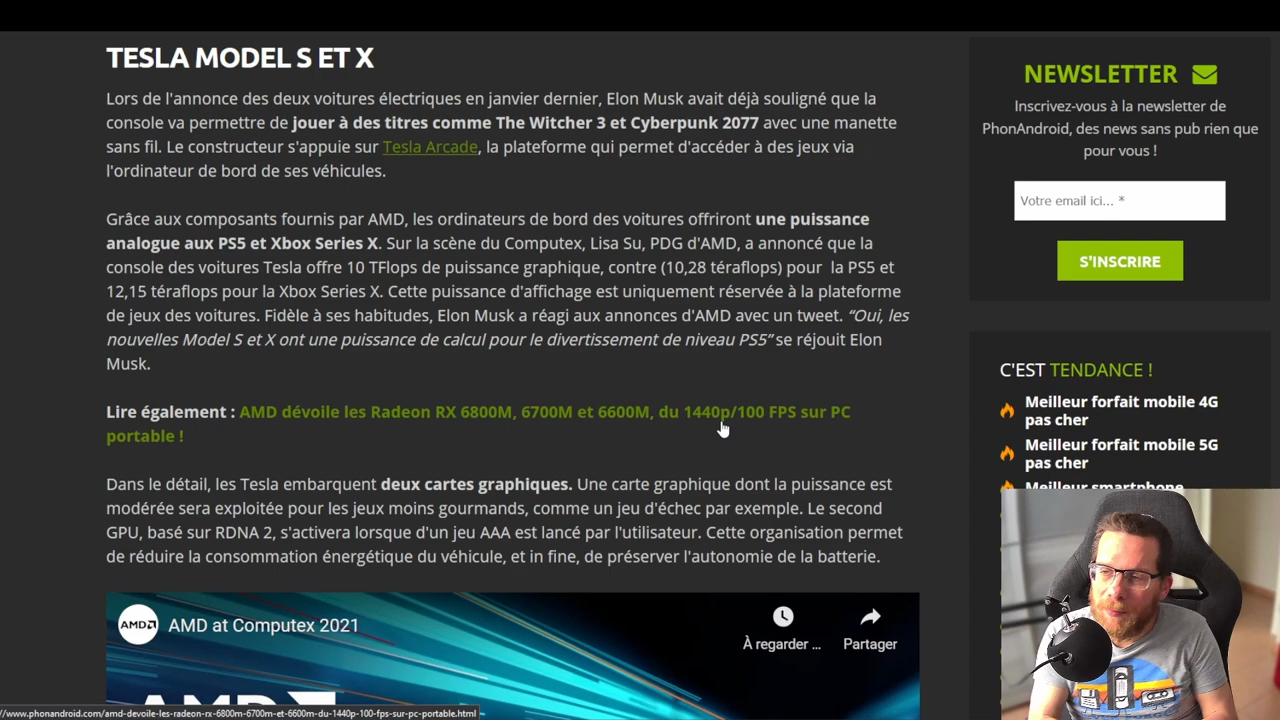 TESLA MODEL S ET X
Lors de l'annonce des deux voitures électriques en janvier dernier, Elon Musk avait déjà souligné que la
console va permettre de jouer à des titres comme The Witcher 3 et Cyberpunk 2077 avec une manette
sans fil. Le constructeur s'appuie sur Tesla Arcade, la plateforme qui permet d'accéder à des jeux via
l'ordinateur de bord de ses véhicules.
Grâce aux composants fournis par AMD, les ordinateurs de bord des voitures offriront une puissance
analogue aux PS5 et Xbox Series X. Sur la scène du Computex, Lisa Su, PDG d'AMD, a annoncé que la
console des voitures Tesla offre 10 TFlops de puissance graphique, contre (10,28 téraflops) pour la PS5 et
12,15 téraflops pour la Xbox Series X. Cette puissance d'affichage est uniquement réservée à la plateforme
de jeux des voitures. Fidèle à ses habitudes, Elon Musk a réagi aux annonces d'AMD avec un tweet. “Oui, les
nouvelles Model S et X ont une puissance de calcul pour le divertissement de niveau PS5” se réjouit Elon
Musk.
Lire également : AMD dévoile les Radeon RX 6800M, 6700M et 6600M, du 1440p/100 FPS sur PC
portable !
Dans le détail, les Tesla embarquent deux cartes graphiques. Une carte graphique dont la puissance est
modérée sera exploitée pour les jeux moins gourmands, comme un jeu d'échec par exemple. Le second
GPU, basé sur RDNA 2, s'activera lorsque d'un jeu AAA est lancé par l'utilisateur. Cette organisation permet
de réduire la consommation énergétique du véhicule, et in fine, de préserver l'autonomie de la batterie.
AMD
AMD at Computex 2021
À regarder ...
Partager
AMD
//www.phonandroid.com/amd-devoile-les-radeon-rx-6800m-6700m-et-6600m-du-1440p-100-fps-sur-pc-portable.html
NEWSLETTER
Inscrivez-vous à la newsletter de
PhonAndroid, des news sans pub rien que
pour vous !
Votre email ici... *
S'INSCRIRE
C'EST TENDANCE !
Meilleur forfait mobile 4G
pas cher
Meilleur forfait mobile 5G
pas cher
Meilleur smartphone